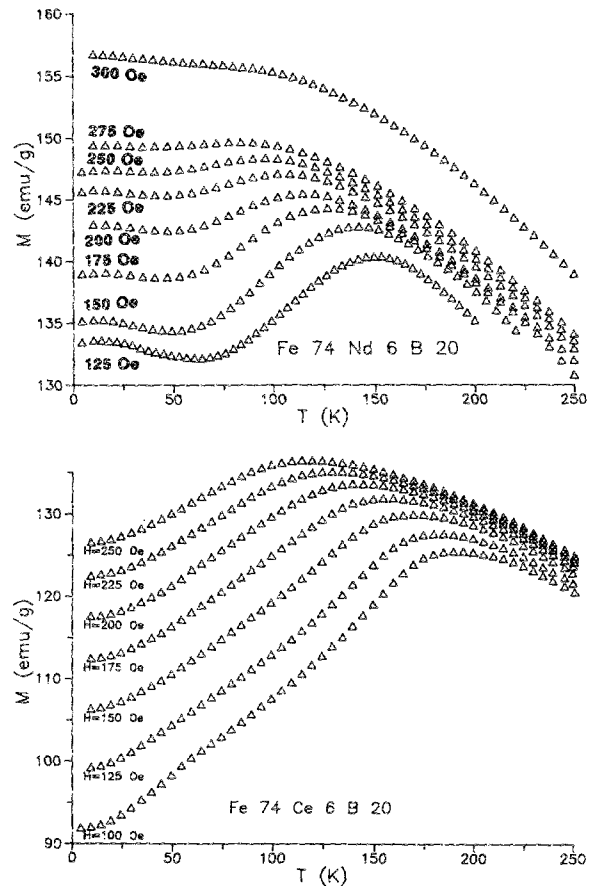 160
155
150
145
140
135
130
M (emu/g)
300 Oe
275 Oe
250 Oe
225 Oe
200 Oe
175 Oe
150 Oe
125 Oe
Fe 74 Nd 6 B 20
0 50 100 150 200 250
T (K)
130
120
110
100
90
M (emu/g)
H=250 Oe
H=225 Oe
H=200 Oe
H=175 Oe
H=150 Oe
H=125 Oe
H=100 Oe
Fe 74 Ce 6 B 20
0 50 100 150 200 250
T (K)